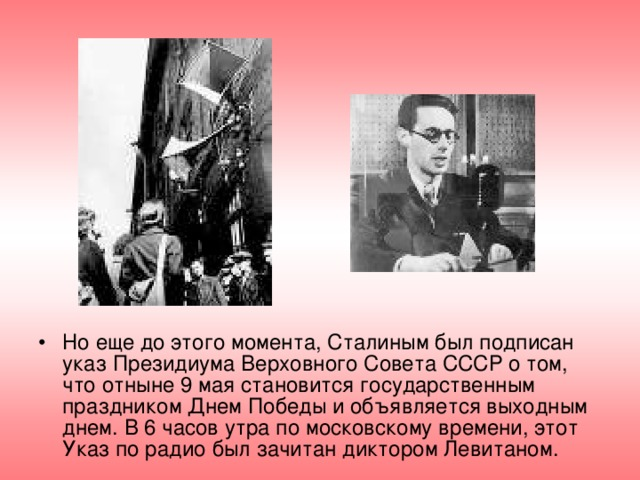 • Но еще до этого момента, Сталиным был подписан
указ Президиума Верховного Совета СССР о том,
что отныне 9 мая становится государственным
праздником Днем Победы и объявляется выходным
днем. В 6 часов утра по московскому времени, этот
Указ по радио был зачитан диктором Левитаном.